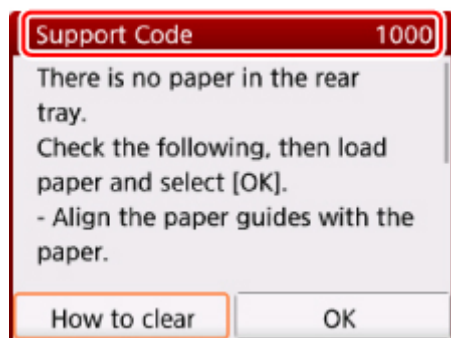 Support Code 1000
There is no paper in the rear
tray.
Check the following, then load
paper and select [OK].
- Align the paper guides with the
paper.
How to clear OK